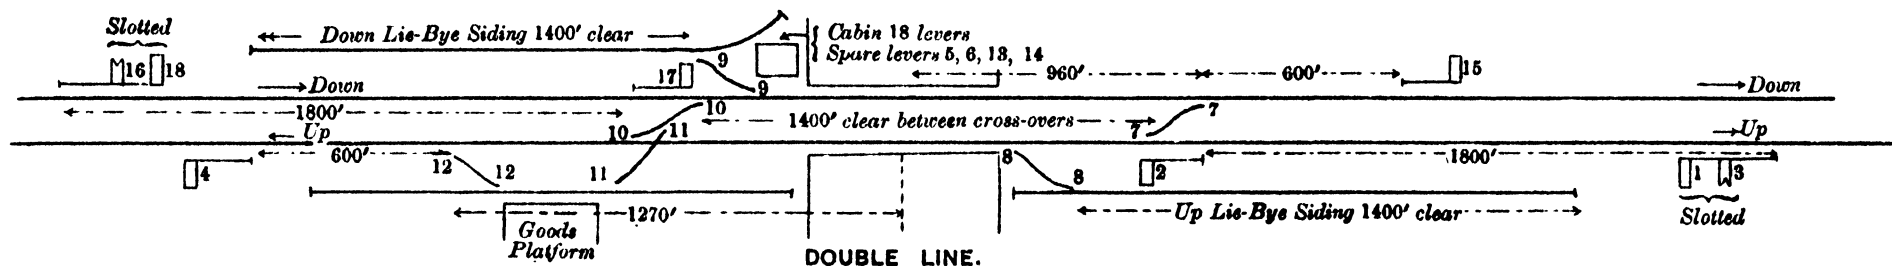 Slotted
16 18
Down Lie-Bye Siding 1400' clear
Cabin 18 levers
Spare levers 5, 6, 13, 14
17
9
9
960'
600'
15
Down
Down
1800'
10
10
11
1400' clear between cross-overs
7
7
Up
Up
600'
12
12
11
4
8
8
2
1800'
1 3
1270'
Up Lie-Bye Siding 1400' clear
Slotted
Goods
Platform
DOUBLE LINE.